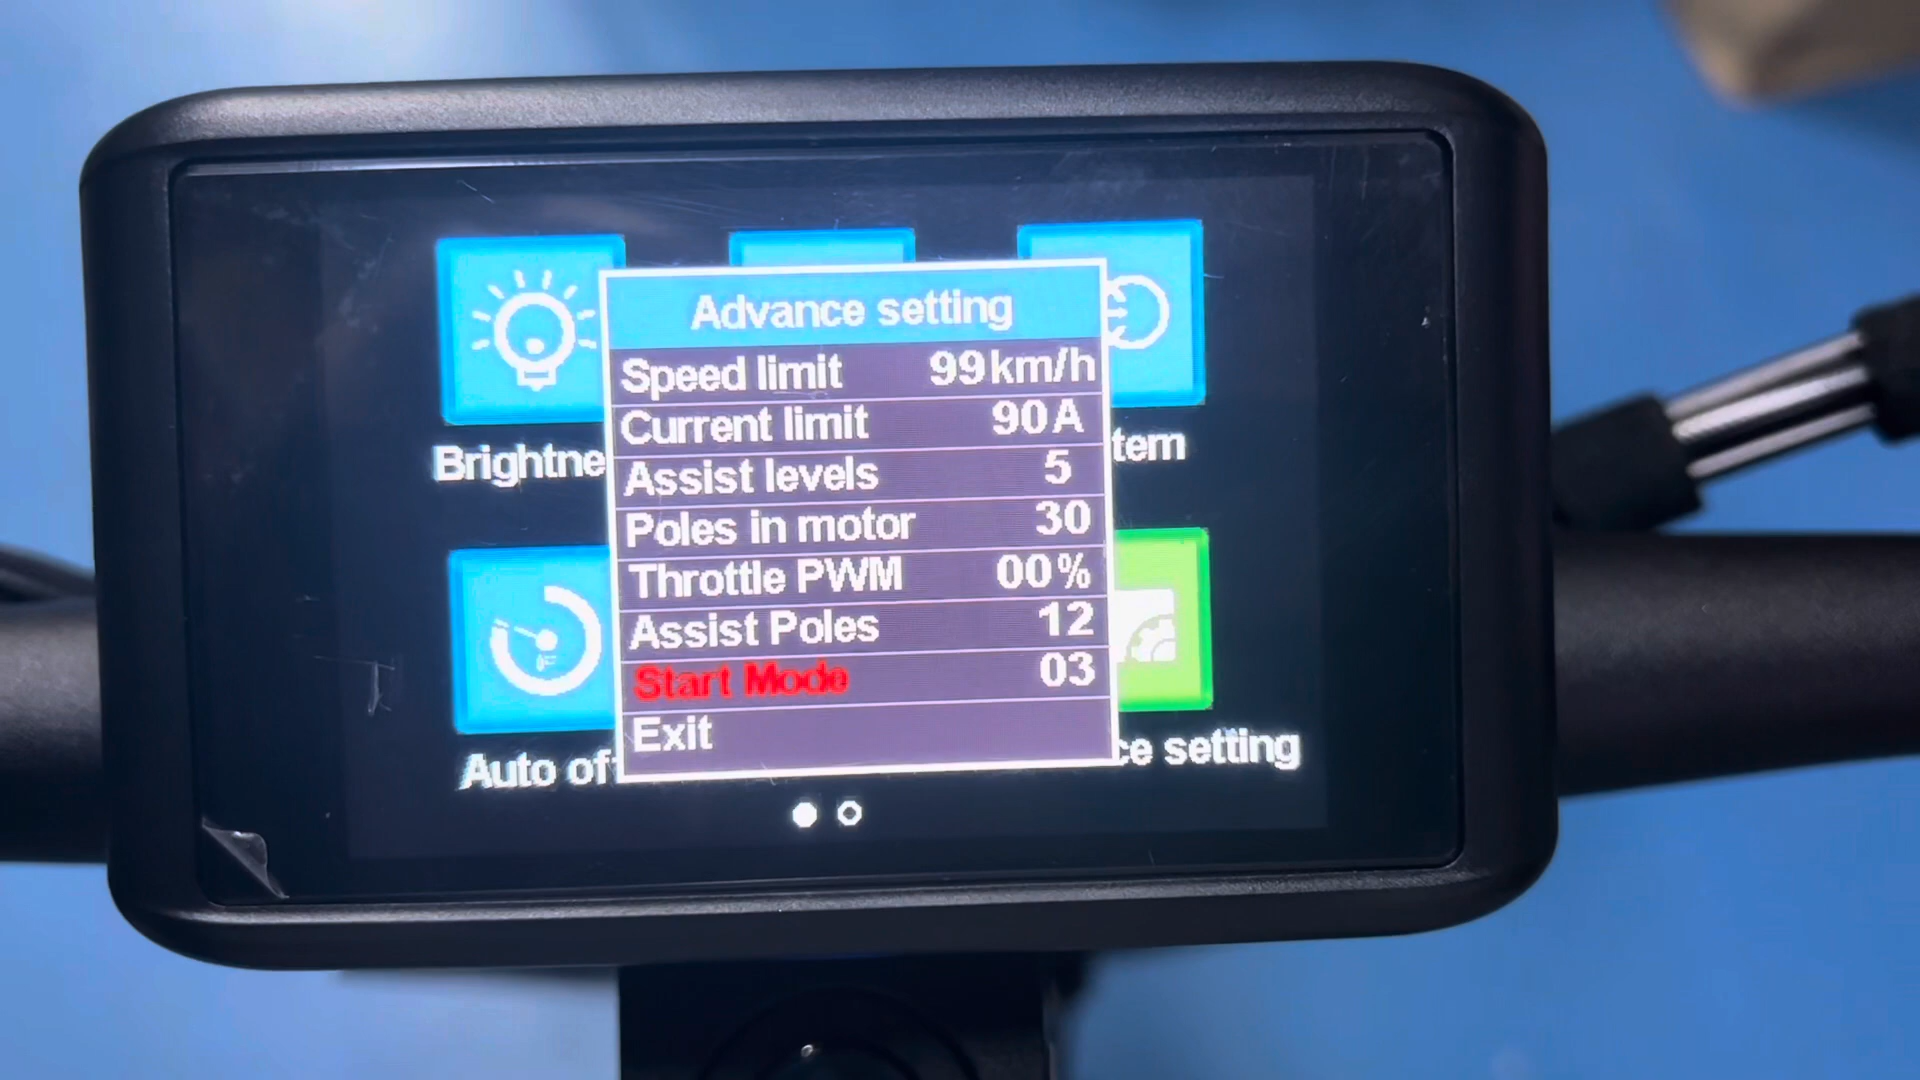 Advance setting
Speed limit 99km/h
Current limit 90A
Assist levels 5
Poles in motor 30
Throttle PWM 00%
Assist Poles 12
Start Mode 03
Exit
Brightne
tem
Auto of
ce setting